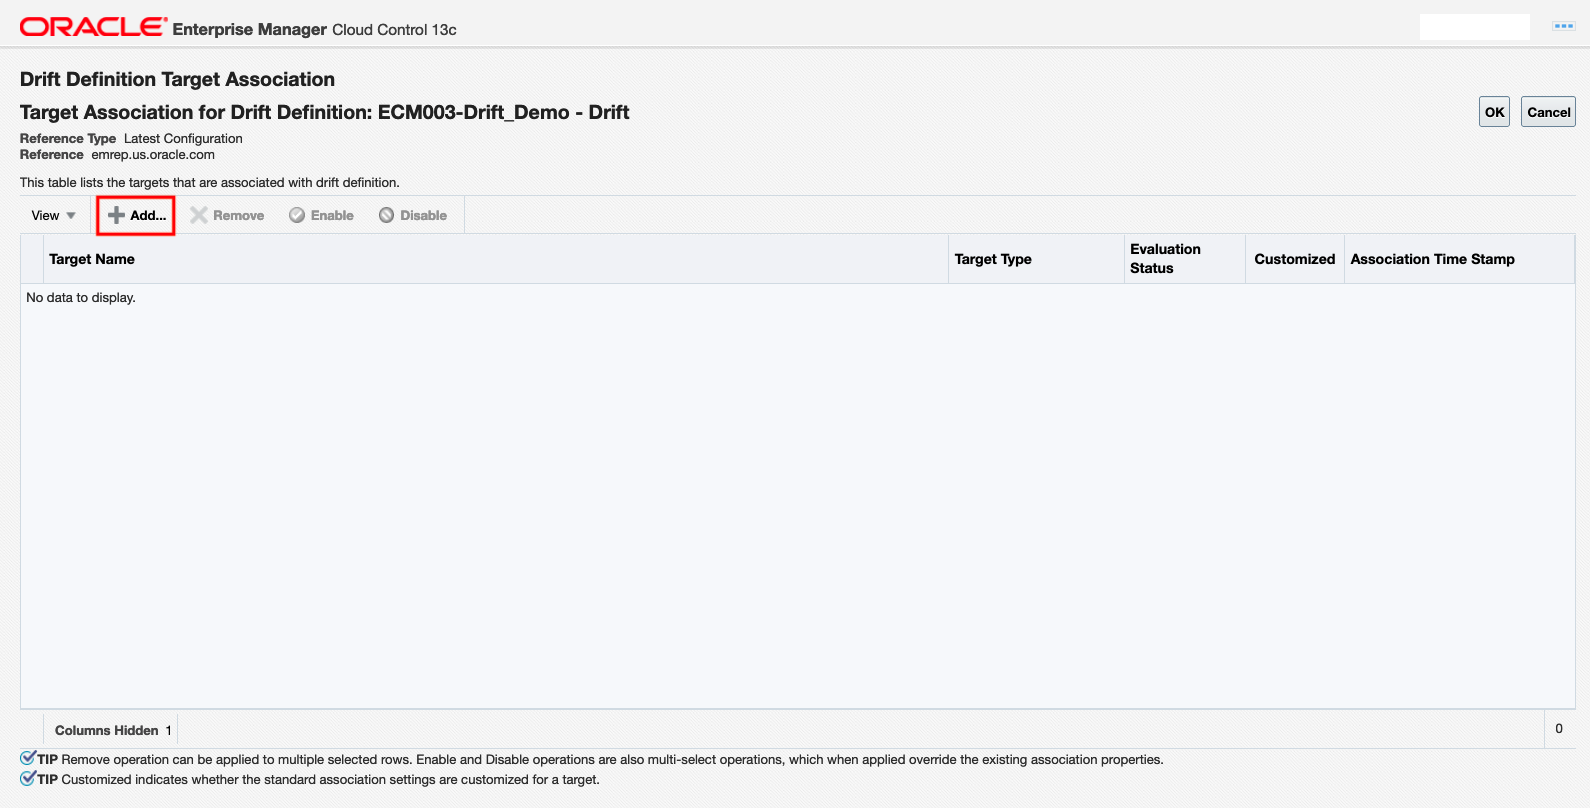 ORACLE® Enterprise Manager Cloud Control 13c
Drift Definition Target Association
Target Association for Drift Definition: ECM003-Drift_Demo - Drift
OK Cancel
Reference Type Latest Configuration
Reference emrep.us.oracle.com
This table lists the targets that are associated with drift definition.
View Add... Remove Enable Disable
Target Name Target Type Evaluation Status Customized Association Time Stamp
No data to display.
Columns Hidden 1 0
TIP Remove operation can be applied to multiple selected rows. Enable and Disable operations are also multi-select operations, which when applied override the existing association properties.
TIP Customized indicates whether the standard association settings are customized for a target.